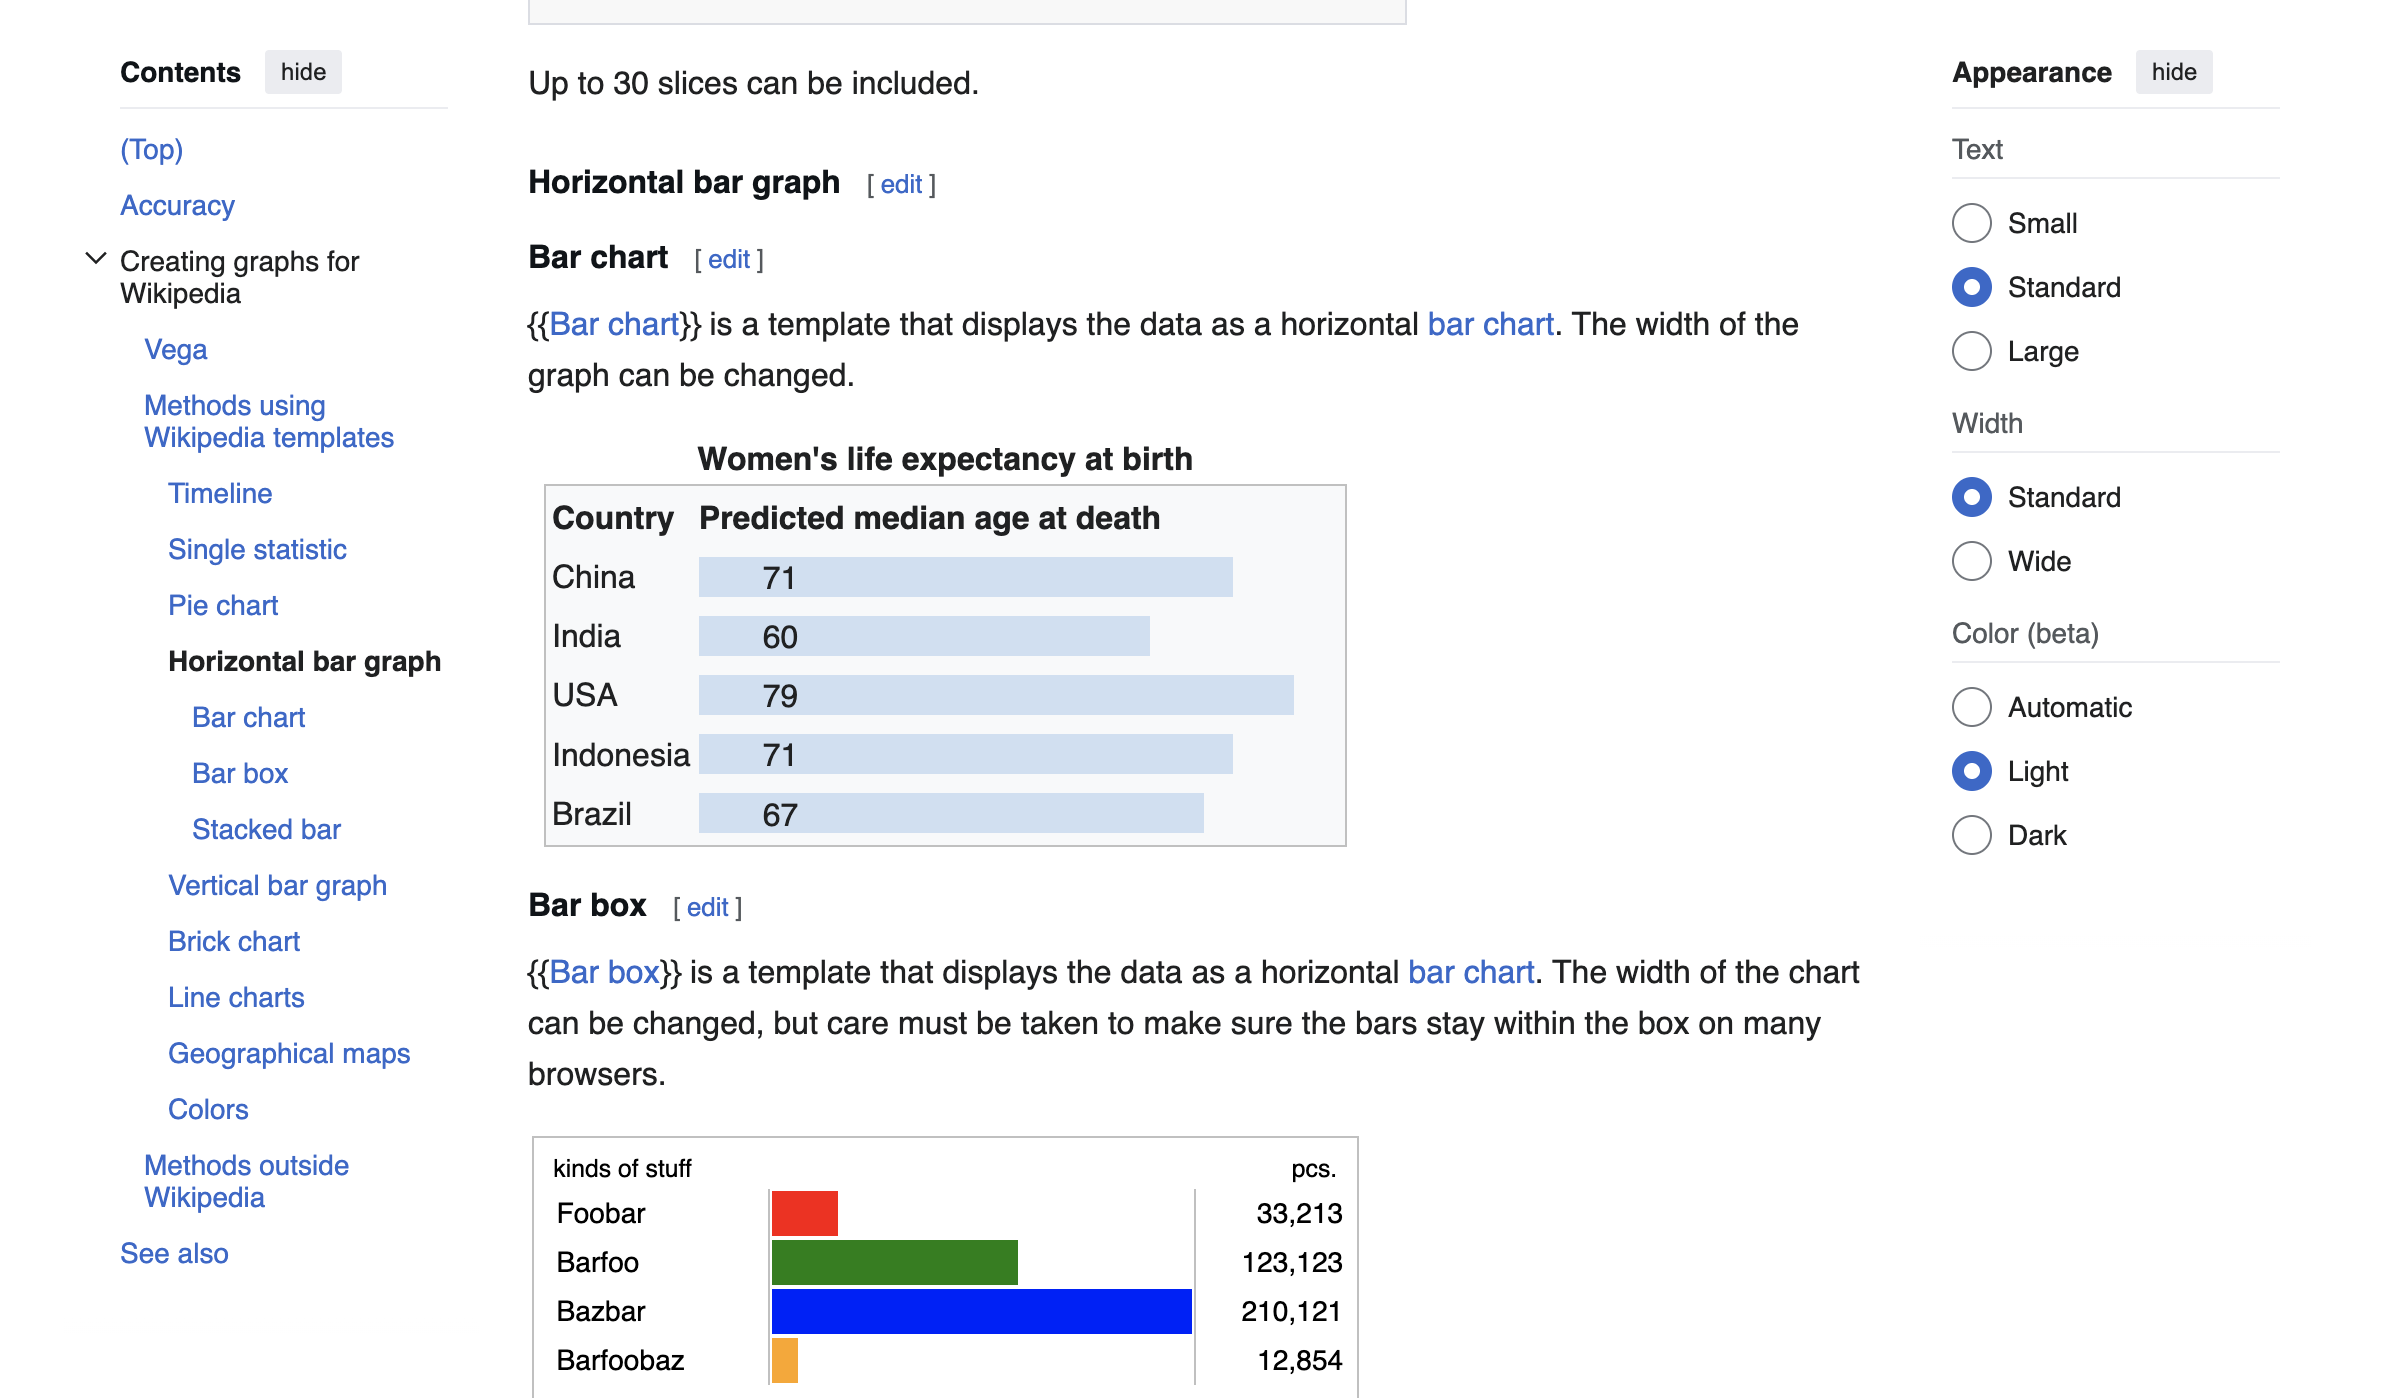 Contents hide
(Top)
Accuracy
Creating graphs for
Wikipedia
Vega
Methods using
Wikipedia templates
Timeline
Single statistic
Pie chart
Horizontal bar graph
Bar chart
Bar box
Stacked bar
Vertical bar graph
Brick chart
Line charts
Geographical maps
Colors
Methods outside
Wikipedia
See also
Up to 30 slices can be included.
Horizontal bar graph [ edit ]
Bar chart [ edit ]
{{Bar chart}} is a template that displays the data as a horizontal bar chart. The width of the
graph can be changed.
Women's life expectancy at birth
Country Predicted median age at death
China 71
India 60
USA 79
Indonesia 71
Brazil 67
Bar box [ edit ]
{{Bar box}} is a template that displays the data as a horizontal bar chart. The width of the chart
can be changed, but care must be taken to make sure the bars stay within the box on many
browsers.
kinds of stuff pcs.
Foobar 33,213
Barfoo 123,123
Bazbar 210,121
Barfoobaz 12,854
Appearance hide
Text
Small
Standard
Large
Width
Standard
Wide
Color (beta)
Automatic
Light
Dark